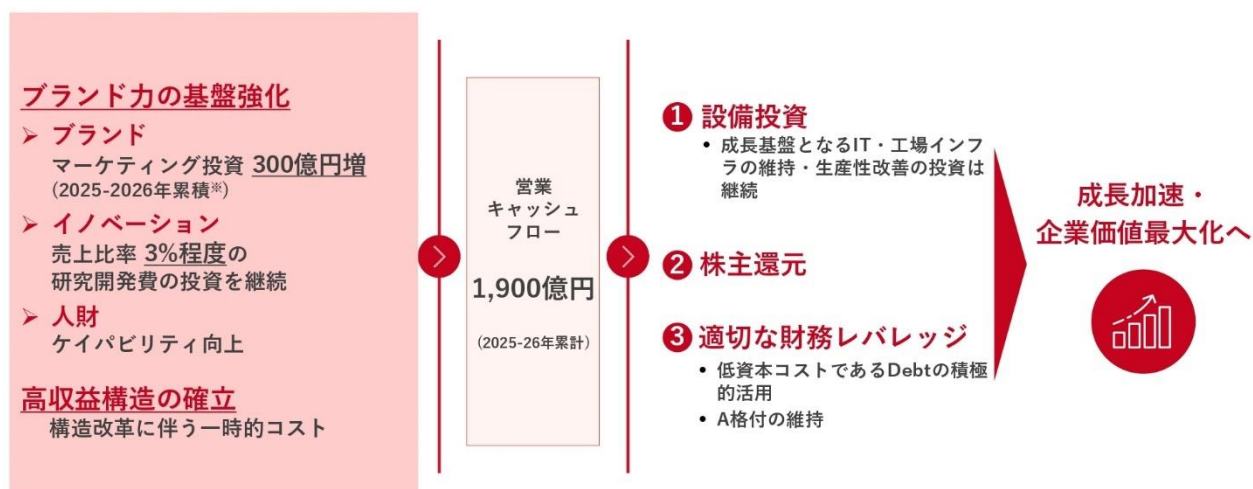 ブランド力の基盤強化
➢ ブランド
マーケティング投資 300億円増
(2025-2026年累積※)
➢ イノベーション
売上比率 3%程度の
研究開発費の投資を継続
➢ 人財
ケイパビリティ向上
高収益構造の確立
構造改革に伴う一時的コスト
営業
キャッシュ
フロー
1,900億円
(2025-26年累計)
❶ 設備投資
• 成長基盤となるIT・工場インフ
ラの維持・生産性改善の投資は
継続
❷ 株主還元
❸ 適切な財務レバレッジ
• 低資本コストであるDebtの積極
的活用
• A格付の維持
成長加速・
企業価値最大化へ